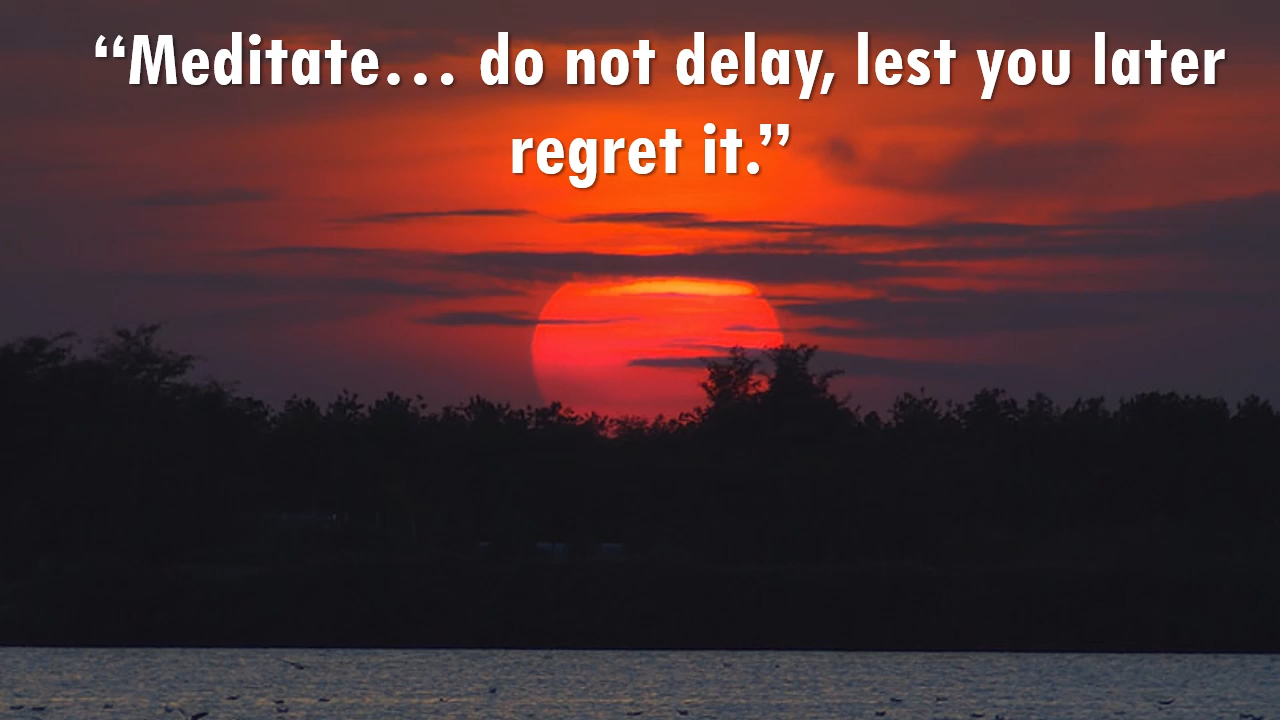 “Meditate… do not delay, lest you later
regret it.”